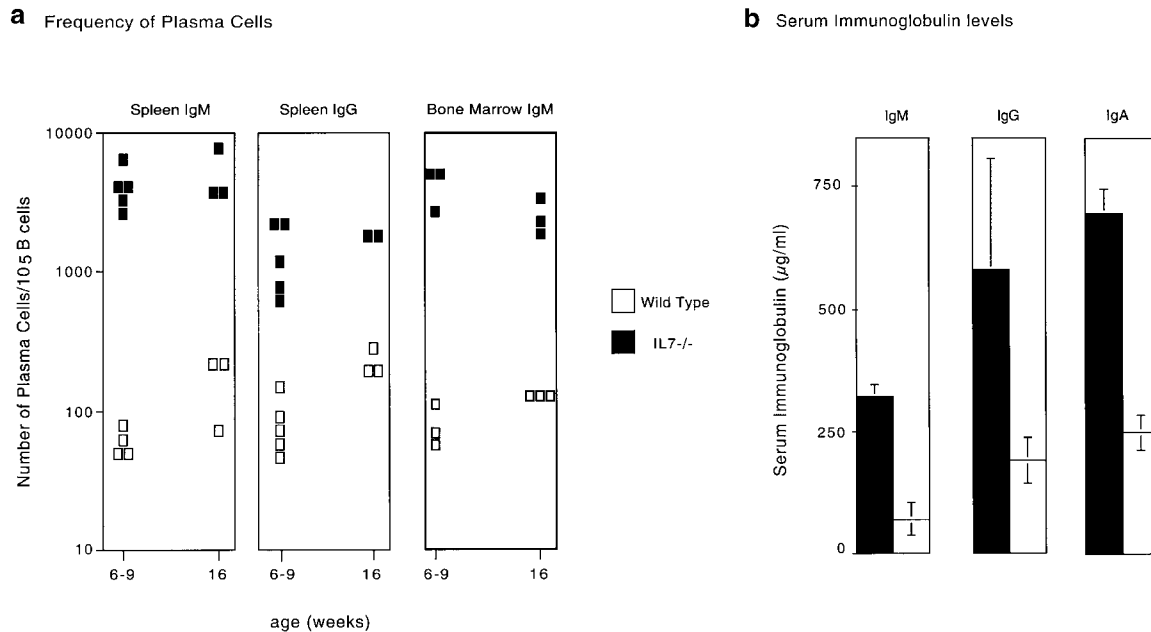 a Frequency of Plasma Cells
b Serum Immunoglobulin levels
Spleen IgM
Spleen IgG
Bone Marrow IgM
Number of Plasma Cells/10 5 B cells
10000
1000
100
10
6-9
16
6-9
16
6-9
16
age (weeks)
Wild Type
IL7-/-
IgM
IgG
IgA
Serum Immunoglobulin (µg/ml)
750
500
250
0